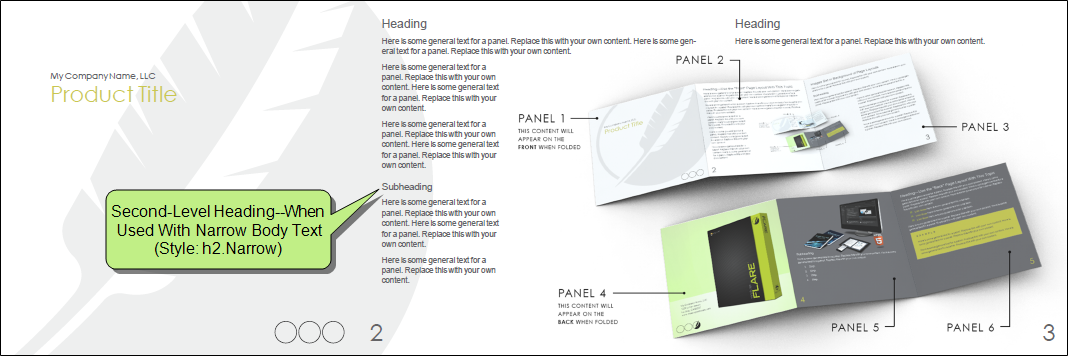 My Company Name, LLC
Product Title
Second-Level Heading--When
Used With Narrow Body Text
(Style: h2.Narrow)
Heading
Here is some general text for a panel. Replace this with your own content. Here is some gen-
eral text for a panel. Replace this with your own content.
Here is some general text for a
panel. Replace this with your own
content. Here is some general text
for a panel. Replace this with your
own content.
Here is some general text for a
panel. Replace this with your own
content. Here is some general text
for a panel. Replace this with your
own content.
Subheading
Here is some general text for a
panel. Replace this with your own
content. Here is some general text
for a panel. Replace this with your
own content.
Here is some general text for a
panel. Replace this with your own
content.
2
Heading
Here is some general text for a panel. Replace this with your own content.
PANEL 2
PANEL 1
THIS CONTENT WILL
APPEAR ON THE
FRONT WHEN FOLDED
Product Title
2
3
PANEL 3
FLARE
4
5
PANEL 4
THIS CONTENT WILL
APPEAR ON THE
BACK WHEN FOLDED
PANEL 5
PANEL 6
3